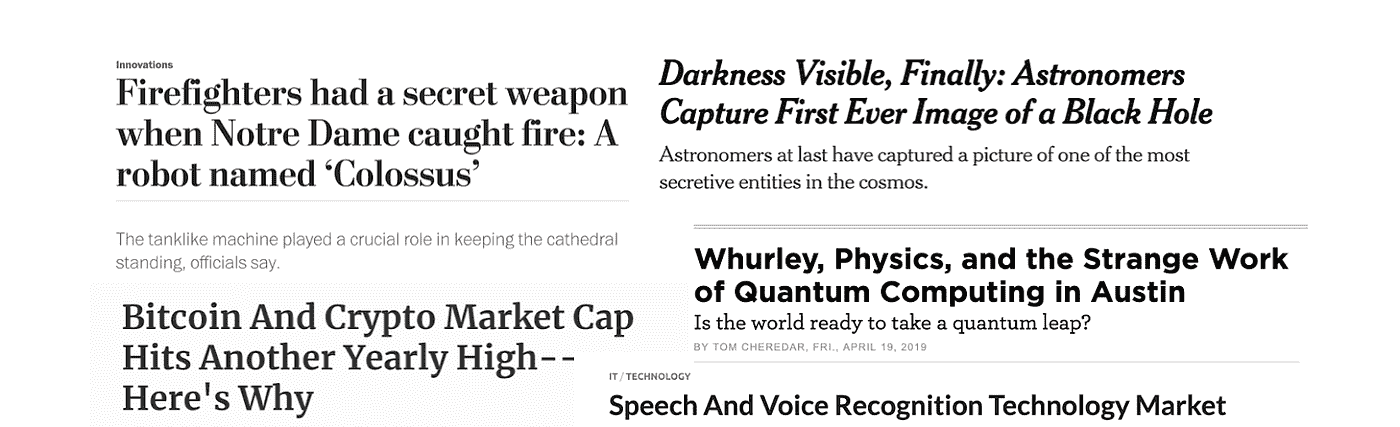 Innovations
Firefighters had a secret weapon
when Notre Dame caught fire: A
robot named ‘Colossus’
The tanklike machine played a crucial role in keeping the cathedral
standing, officials say.
Darkness Visible, Finally: Astronomers
Capture First Ever Image of a Black Hole
Astronomers at last have captured a picture of one of the most
secretive entities in the cosmos.
Whurley, Physics, and the Strange Work
of Quantum Computing in Austin
Is the world ready to take a quantum leap?
BY TOM CHEREDAR, FRI., APRIL 19, 2019
Bitcoin And Crypto Market Cap
Hits Another Yearly High--
Here's Why
IT / TECHNOLOGY
Speech And Voice Recognition Technology Market